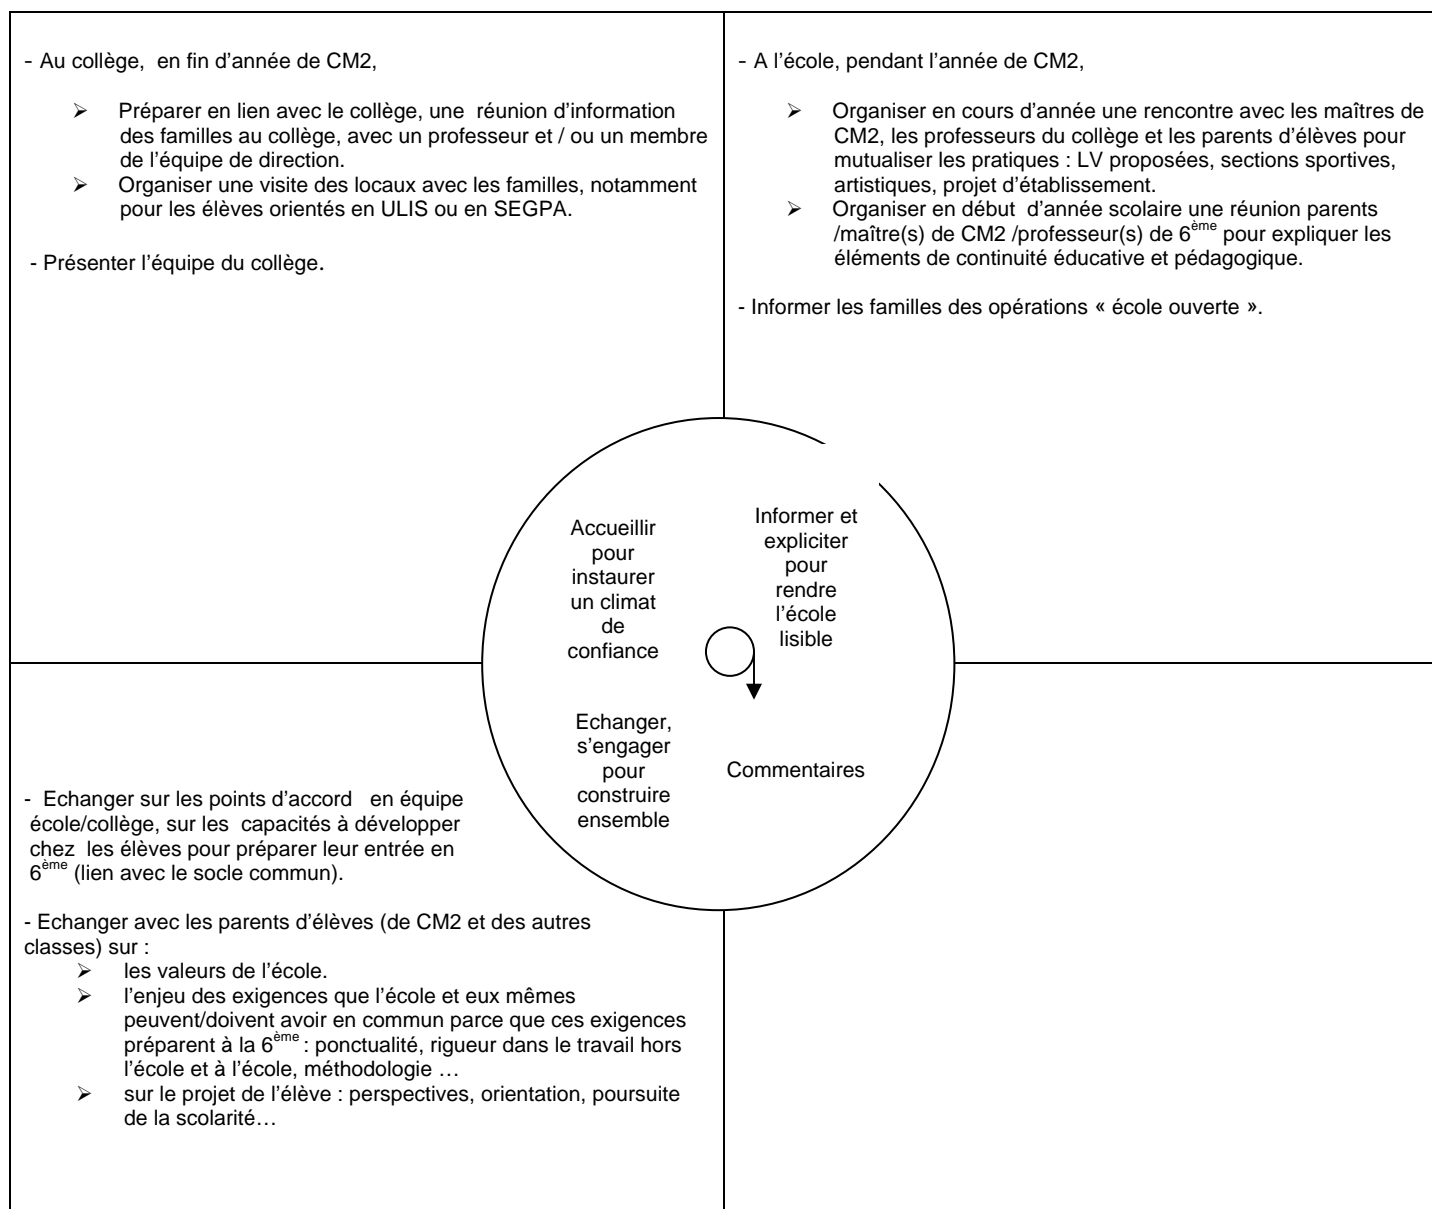 - Au collège, en fin d'année de CM2,
➢ Préparer en lien avec le collège, une réunion d'information
des familles au collège, avec un professeur et / ou un membre
de l'équipe de direction.
➢ Organiser une visite des locaux avec les familles, notamment
pour les élèves orientés en ULIS ou en SEGPA.
- Présenter l'équipe du collège.
- A l'école, pendant l'année de CM2,
➢ Organiser en cours d'année une rencontre avec les maîtres de
CM2, les professeurs du collège et les parents d'élèves pour
mutualiser les pratiques : LV proposées, sections sportives,
artistiques, projet d'établissement.
➢ Organiser en début d'année scolaire une réunion parents
/maître(s) de CM2 /professeur(s) de 6ème pour expliquer les
éléments de continuité éducative et pédagogique.
- Informer les familles des opérations « école ouverte ».
Accueillir
pour
instaurer
un climat
de
confiance
Informer et
expliciter
pour
rendre
l'école
lisible
Echanger,
s'engager
pour
construire
ensemble
Commentaires
- Echanger sur les points d'accord en équipe
école/collège, sur les capacités à développer
chez les élèves pour préparer leur entrée en
6ème (lien avec le socle commun).
- Echanger avec les parents d'élèves (de CM2 et des autres
classes) sur :
➢ les valeurs de l'école.
➢ l'enjeu des exigences que l'école et eux mêmes
peuvent/doivent avoir en commun parce que ces exigences
préparent à la 6ème : ponctualité, rigueur dans le travail hors
l'école et à l'école, méthodologie …
➢ sur le projet de l'élève : perspectives, orientation, poursuite
de la scolarité…